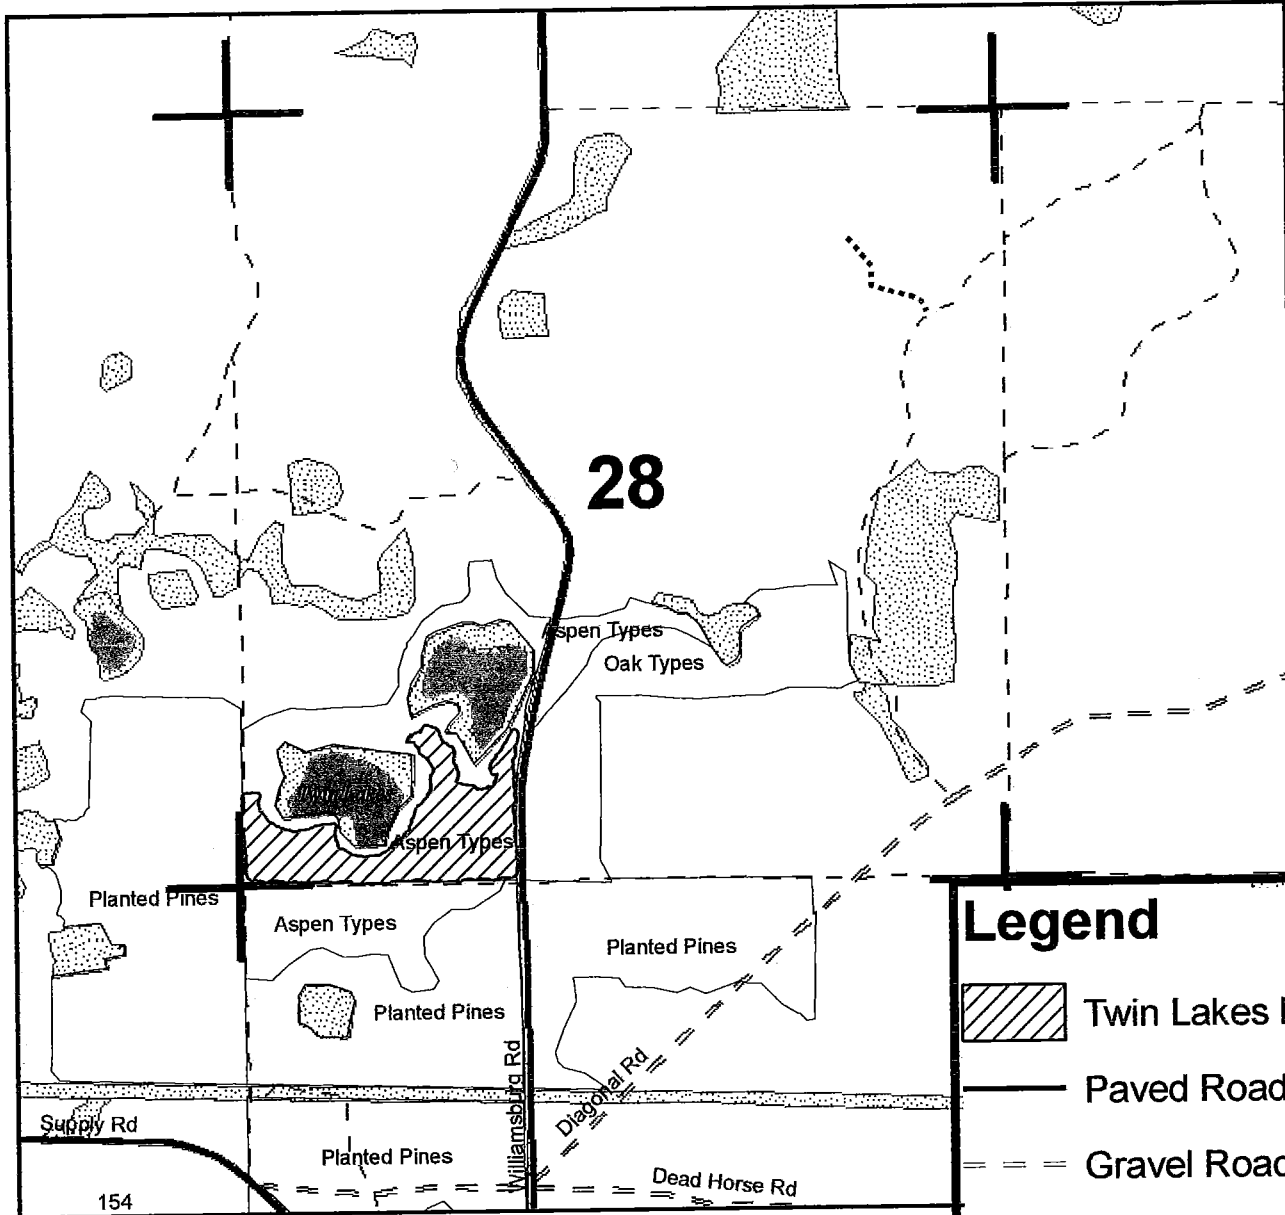 28
Aspen Types
Oak Types
Aspen Types
Planted Pines
Aspen Types
Planted Pines
Planted Pines
Williamsburg Rd
Diagonal Rd
Supply Rd
Planted Pines
Dead Horse Rd
154
Legend
Twin Lakes
Paved Road
Gravel Road